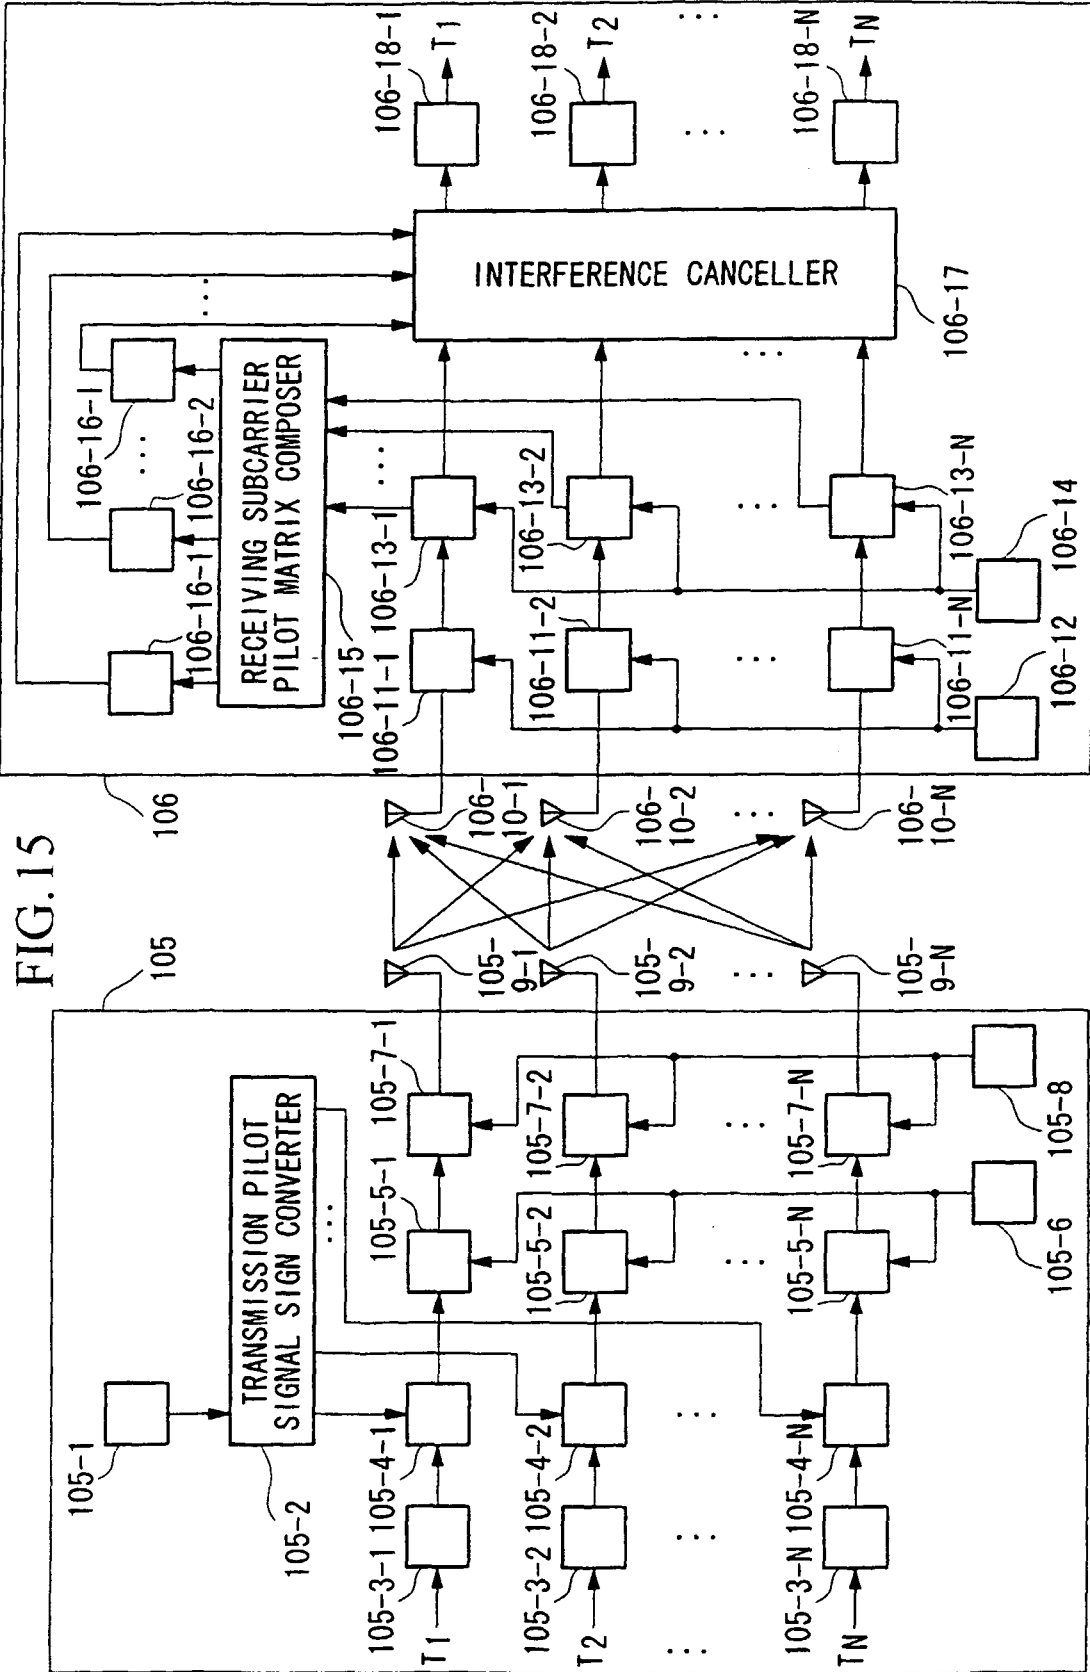 FIG.15
105
105-1
TRANSMISSION PILOT
SIGNAL SIGN CONVERTER
105-2
...
T1
105-3-1
105-4-1
105-5-1
105-7-1
105-9-1
T2
105-3-2
105-4-2
105-5-2
105-7-2
105-9-2
...
...
...
...
...
TN
105-3-N
105-4-N
105-5-N
105-7-N
105-9-N
105-6
105-8
106
106-16-1
106-16-2
...
106-16-l
...
RECEIVING SUBCARRIER
PILOT MATRIX COMPOSER
106-15
...
106-10-1
106-11-1
106-13-1
106-18-1
T1
106-10-2
106-11-2
106-13-2
INTERFERENCE CANCELLER
106-17
106-18-2
T2
...
...
...
...
...
...
106-10-N
106-11-N
106-13-N
106-18-N
TN
106-12
106-14